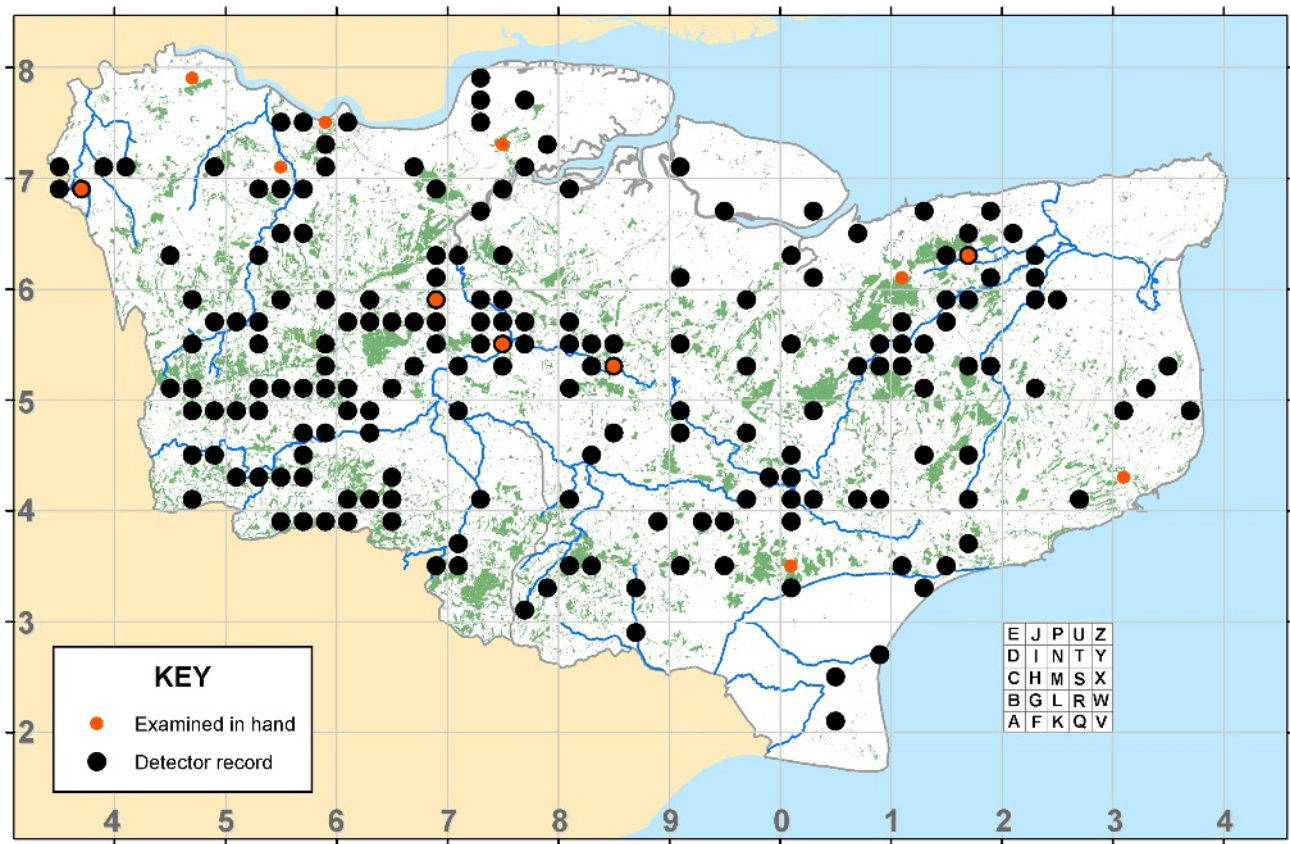 8
7
6
5
4
3
2
E J P U Z
D I N T Y
C H M S X
B G L R W
A F K Q V
KEY
Examined in hand
Detector record
4 5 6 7 8 9 0 1 2 3 4